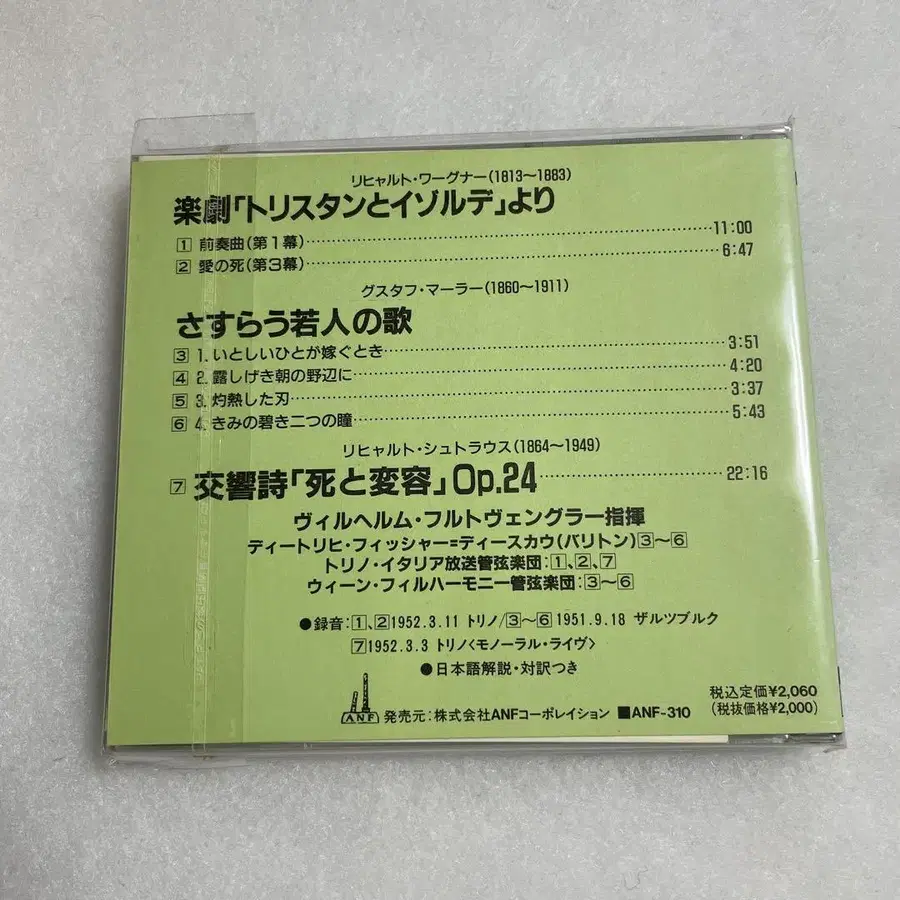 リヒャルト・ワーグナー(1813〜1883)
楽劇「トリスタンとイゾルデ」より
1 前奏曲(第1幕)……11:00
2 愛の死(第3幕)……6:47
グスタフ・マーラー(1860〜1911)
さすらう若人の歌
3 1. いとしいひとが嫁ぐとき……3:51
4 2. 露しげき朝の野辺に……4:20
5 3. 灼熱した刃……3:37
6 4. きみの碧き二つの瞳……5:43
リヒャルト・シュトラウス(1864〜1949)
7 交響詩「死と変容」Op.24……22:16
ヴィルヘルム・フルトヴェングラー指揮
ディートリヒ・フィッシャー=ディースカウ(バリトン)3〜6
トリノ・イタリア放送管弦楽団:1、2、7
ウィーン・フィルハーモニー管弦楽団:3〜6
●録音:1、2 1952.3.11 トリノ/3〜6 1951.9.18 ザルツブルク
7 1952.3.3 トリノ〈モノーラル・ライヴ〉
●日本語解説・対訳つき
税込定価¥2,060
ANF 発売元:株式会社ANFコーポレイション ■ANF-310 (税抜価格¥2,000)